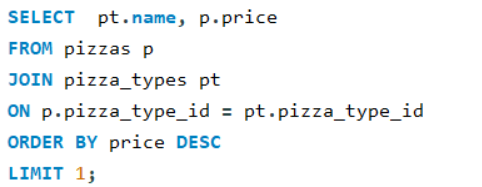 SELECT  pt.name, p.price
FROM pizzas p
JOIN pizza_types pt
ON p.pizza_type_id = pt.pizza_type_id
ORDER BY price DESC
LIMIT 1;